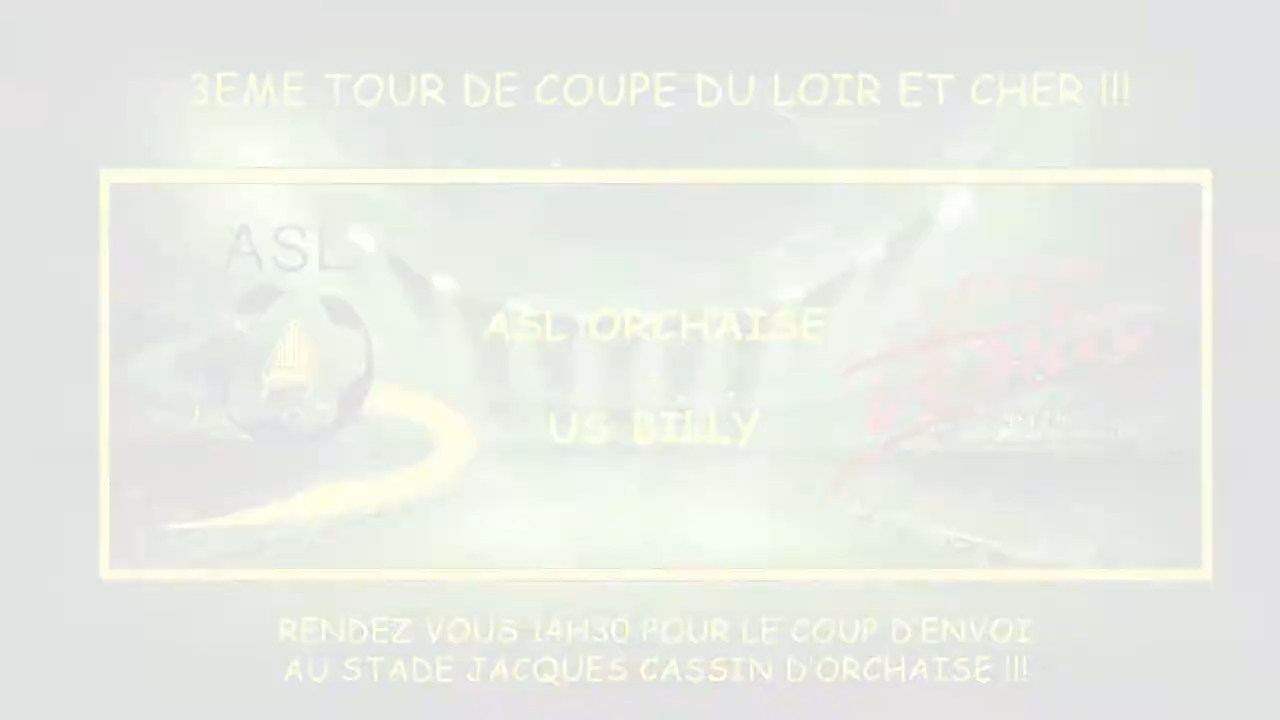 3EME TOUR DE COUPE DU LOIR ET CHER !!!
ASL
ASL ORCHAISE
US BILLY
RENDEZ VOUS 14H30 POUR LE COUP D'ENVOI
AU STADE JACQUES CASSIN D'ORCHAISE !!!